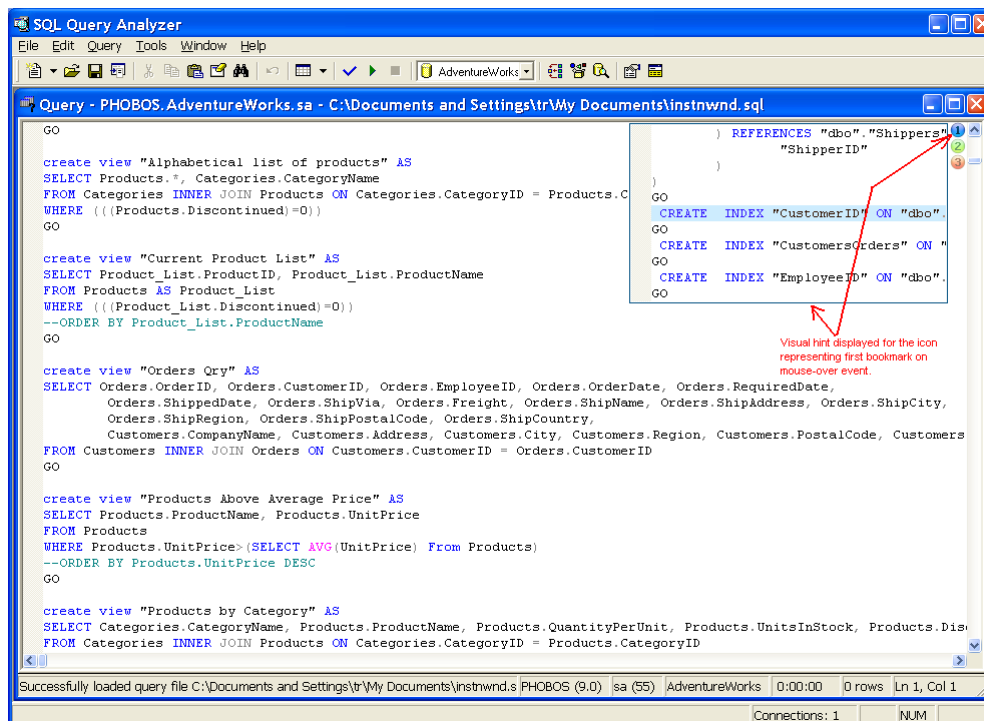 SQL Query Analyzer
File Edit Query Tools Window Help
AdventureWorks
Query - PHOBOS.AdventureWorks.sa - C:\Documents and Settings\tr\My Documents\instnwnd.sql
GO
create view "Alphabetical list of products" AS
SELECT Products.*, Categories.CategoryName
FROM Categories INNER JOIN Products ON Categories.CategoryID = Products.C
WHERE (((Products.Discontinued)=0))
GO
create view "Current Product List" AS
SELECT Product_List.ProductID, Product_List.ProductName
FROM Products AS Product_List
WHERE (((Product_List.Discontinued)=0))
--ORDER BY Product_List.ProductName
GO
) REFERENCES "dbo"."Shippers"
"ShipperID"
)
)
GO
CREATE INDEX "CustomerID" ON "dbo".
GO
CREATE INDEX "CustomersOrders" ON "
GO
CREATE INDEX "EmployeeID" ON "dbo".
GO
1
2
3
Visual hint displayed for the icon
representing first bookmark on
mouse-over event.
create view "Orders Qry" AS
SELECT Orders.OrderID, Orders.CustomerID, Orders.EmployeeID, Orders.OrderDate, Orders.RequiredDate,
Orders.ShippedDate, Orders.ShipVia, Orders.Freight, Orders.ShipName, Orders.ShipAddress, Orders.ShipCity,
Orders.ShipRegion, Orders.ShipPostalCode, Orders.ShipCountry,
Customers.CompanyName, Customers.Address, Customers.City, Customers.Region, Customers.PostalCode, Customers
FROM Customers INNER JOIN Orders ON Customers.CustomerID = Orders.CustomerID
GO
create view "Products Above Average Price" AS
SELECT Products.ProductName, Products.UnitPrice
FROM Products
WHERE Products.UnitPrice>(SELECT AVG(UnitPrice) From Products)
--ORDER BY Products.UnitPrice DESC
GO
create view "Products by Category" AS
SELECT Categories.CategoryName, Products.ProductName, Products.QuantityPerUnit, Products.UnitsInStock, Products.Dis
FROM Categories INNER JOIN Products ON Categories.CategoryID = Products.CategoryID
Successfully loaded query file C:\Documents and Settings\tr\My Documents\instnwnd.s PHOBOS (9.0) sa (55) AdventureWorks 0:00:00 0 rows Ln 1, Col 1
Connections: 1 NUM